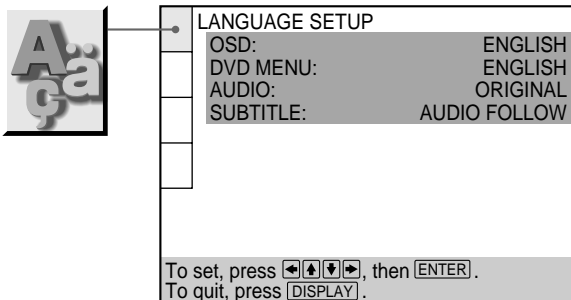 Aäç
LANGUAGE SETUP
OSD: ENGLISH
DVD MENU: ENGLISH
AUDIO: ORIGINAL
SUBTITLE: AUDIO FOLLOW
To set, press ←↑↓→, then ENTER.
To quit, press DISPLAY.